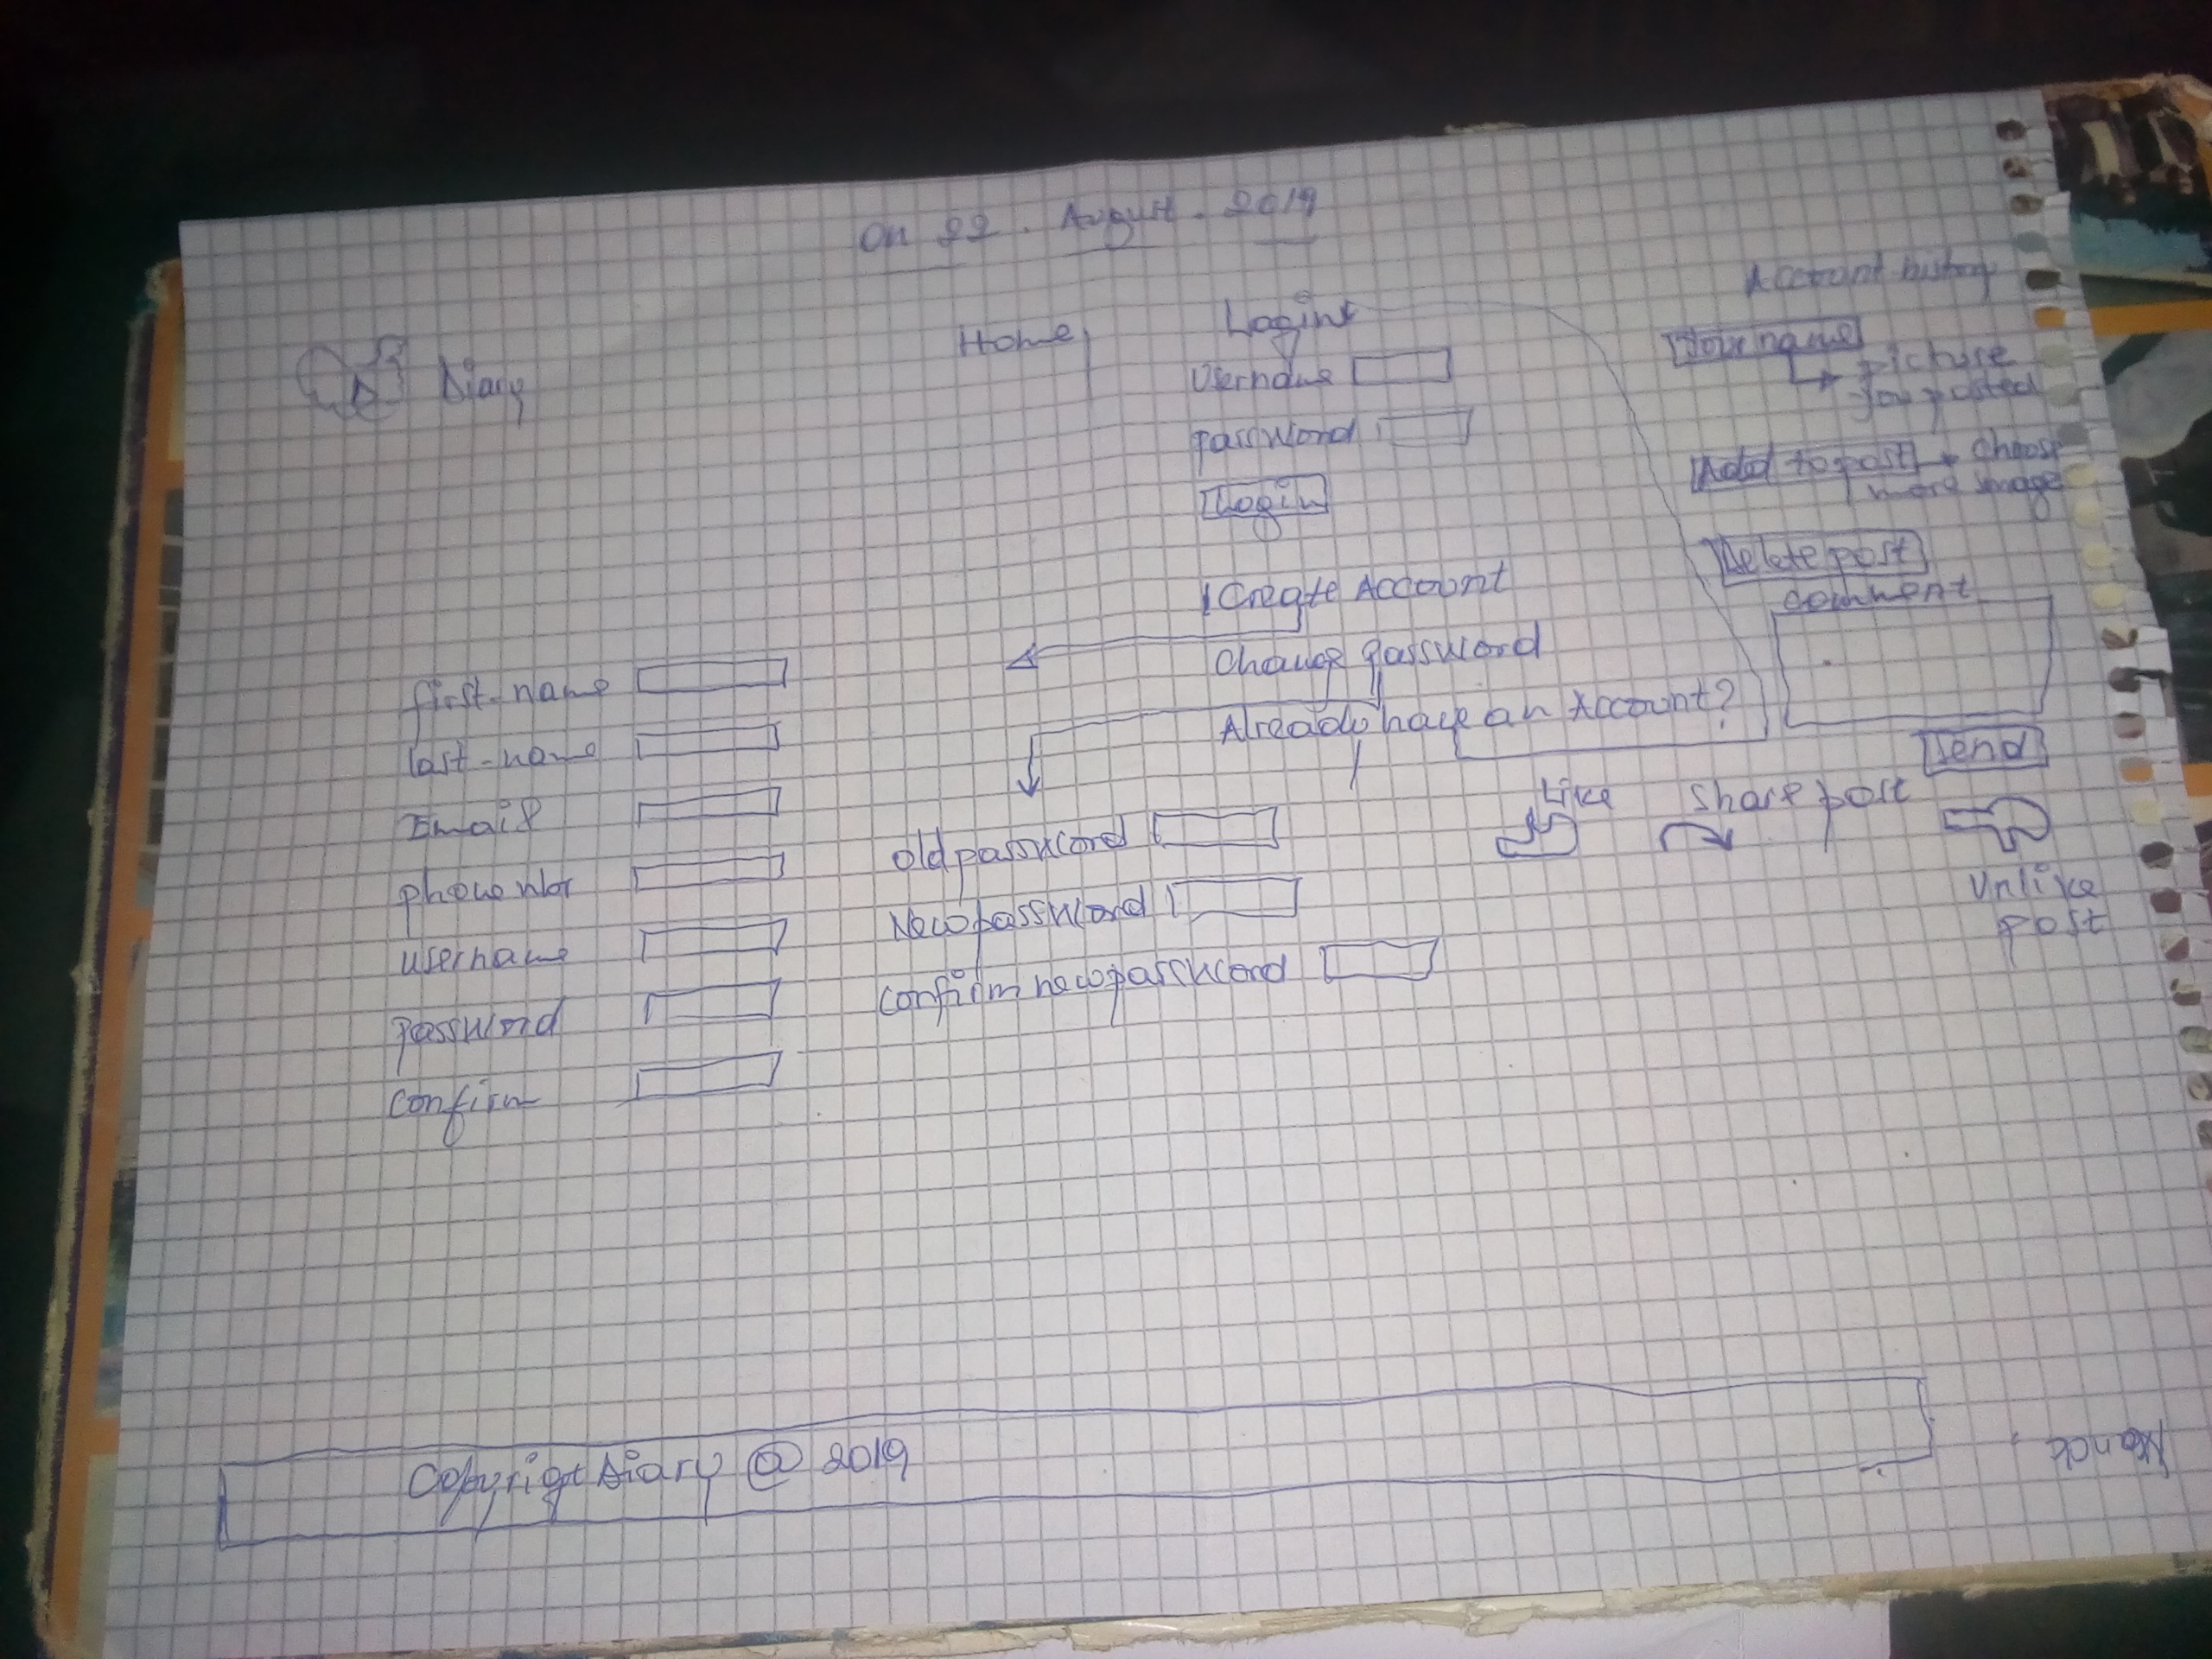 On 22. August. 2019
Account history
Home
Login
Your name
picture
you posted
D Diary
Username
password
Add to post
choose
more image
Login
Delete post
comment
Create Account
Change password
first-name
Already have an Account?
last-name
Send
Like
Share post
Email
old password
phone nbr
New password
Unlike
post
username
confirm new password
password
confirm
Copyrigt Diary @ 2019